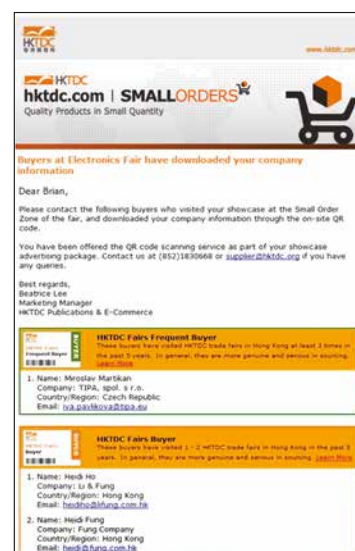 HKTDC
www.hktdc.com
HKTDC
hktdc.com | SMALLORDERS
Quality Products in Small Quantity
Buyers at Electronics Fair have downloaded your company
information
Dear Brian,
Please contact the following buyers who visited your showcase at the Small Order
Zone of the fair, and downloaded your company information through the on-site QR
code.
You have been offered the QR code scanning service as part of your showcase
advertising package. Contact us at (852)1830668 or supplier@hktdc.org if you have
any queries.
Best regards,
Beatrice Lee
Marketing Manager
HKTDC Publications & E-Commerce
Frequent Buyer
BUYER
HKTDC Fairs Frequent Buyer
These buyers have visited HKTDC trade fairs in Hong Kong at least 3 times in
the past 5 years. In general, they are more genuine and serious in sourcing.
Learn More
1. Name: Miroslav Martikan
Company: TIPA, spol. s r.o.
Country/Region: Czech Republic
Email: iva.pavlikova@tipa.eu
Buyer
BUYER
HKTDC Fairs Buyer
These buyers have visited 1 - 2 HKTDC trade fairs in Hong Kong in the past 5
years. In general, they are more genuine and serious in sourcing. Learn More
1. Name: Heidi Ho
Company: Li & Fung
Country/Region: Hong Kong
Email: heidiho@lifung.com.hk
2. Name: Heidi Fung
Company: Fung Company
Country/Region: Hong Kong
Email: heidi@fung.com.hk